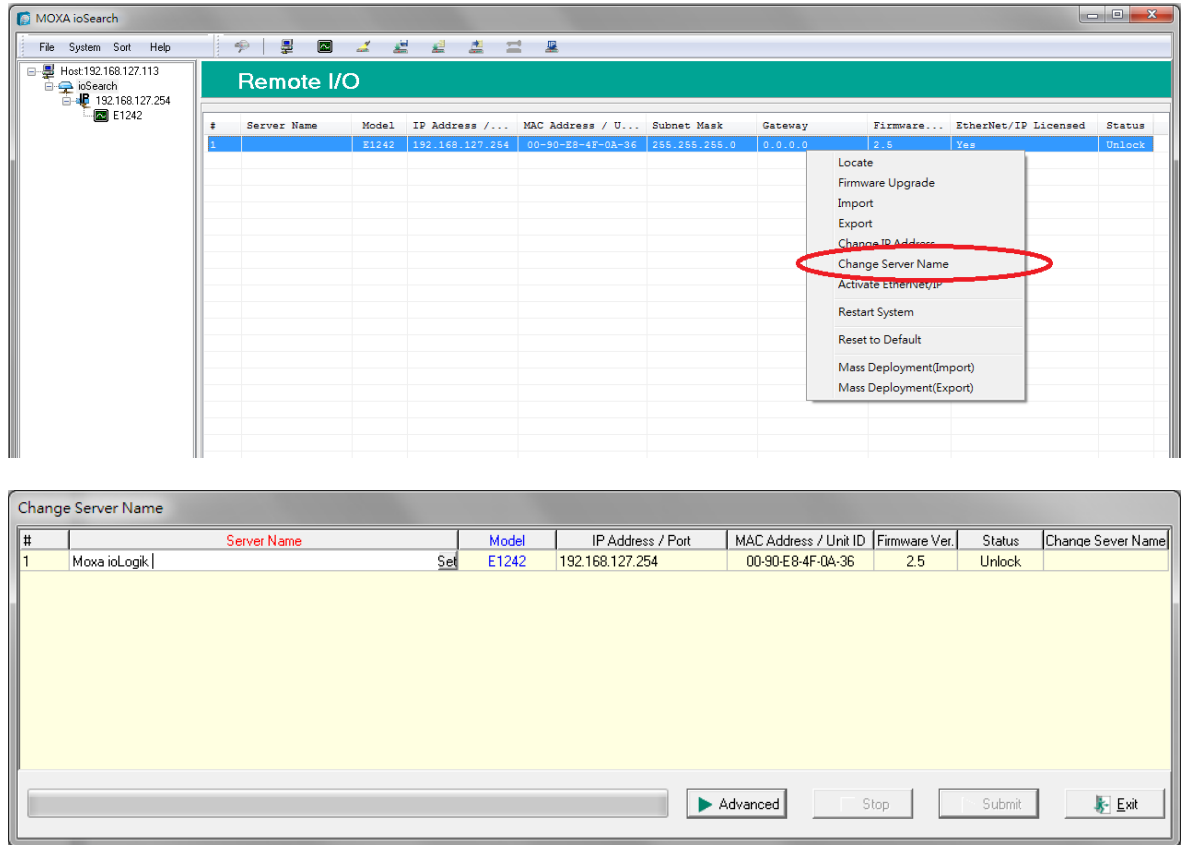 MOXA ioSearch
File System Sort Help
Host:192.168.127.113
ioSearch
192.168.127.254
E1242
Remote I/O
# Server Name Model IP Address /... MAC Address / U... Subnet Mask Gateway Firmware... EtherNet/IP Licensed Status
1 E1242 192.168.127.254 00-90-E8-4F-0A-36 255.255.255.0 0.0.0.0 2.5 Yes Unlock
Locate
Firmware Upgrade
Import
Export
Change IP Address
Change Server Name
Activate EtherNet/IP
Restart System
Reset to Default
Mass Deployment(Import)
Mass Deployment(Export)
Change Server Name
# Server Name Model IP Address / Port MAC Address / Unit ID Firmware Ver. Status Change Sever Name
1 Moxa ioLogik Set E1242 192.168.127.254 00-90-E8-4F-0A-36 2.5 Unlock
Advanced Stop Submit Exit